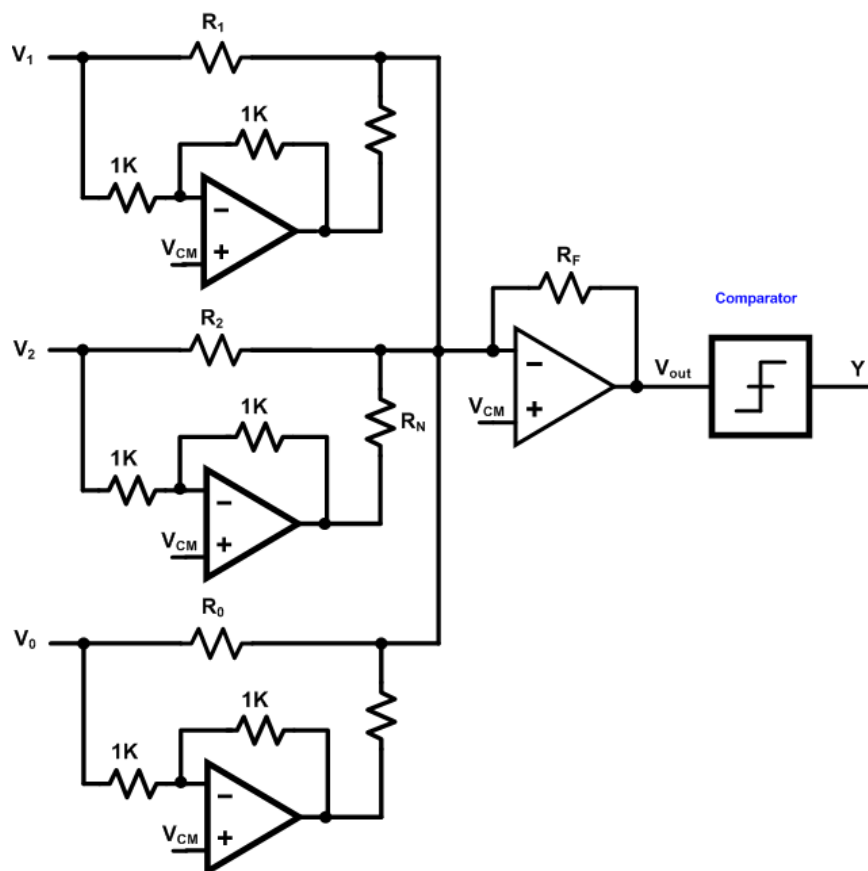 R1
V1
1K
1K
−
VCM
+
R2
V2
1K
RN
1K
−
VCM
+
RF
Comparator
−
Vout
Y
VCM
+
R0
V0
1K
1K
−
VCM
+